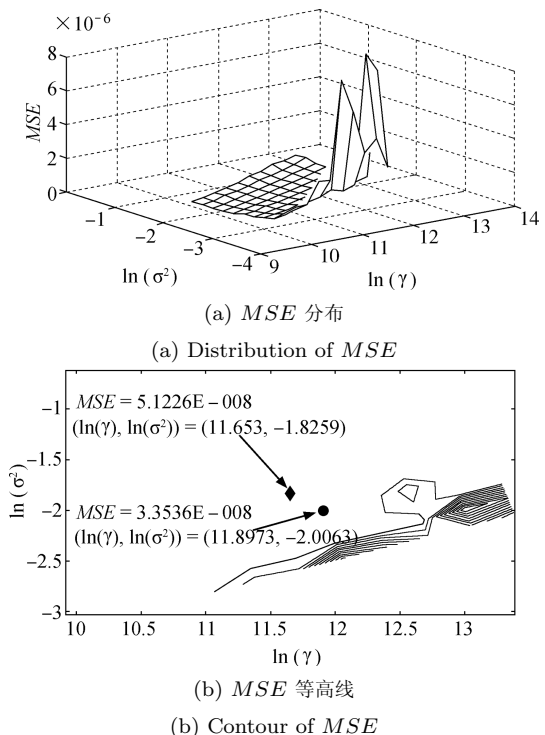 ×10⁻⁶
8
6
4
2
0
MSE
−1
−2
−3
−4
ln (σ²)
9
10
11
12
13
14
ln (γ)
(a) MSE 分布
(a) Distribution of MSE
MSE = 5.1226E − 008
(ln(γ), ln(σ²)) = (11.653, −1.8259)
MSE = 3.3536E − 008
(ln(γ), ln(σ²)) = (11.8973, −2.0063)
−1
−1.5
−2
−2.5
−3
ln (σ²)
10
10.5
11
11.5
12
12.5
13
ln (γ)
(b) MSE 等高线
(b) Contour of MSE